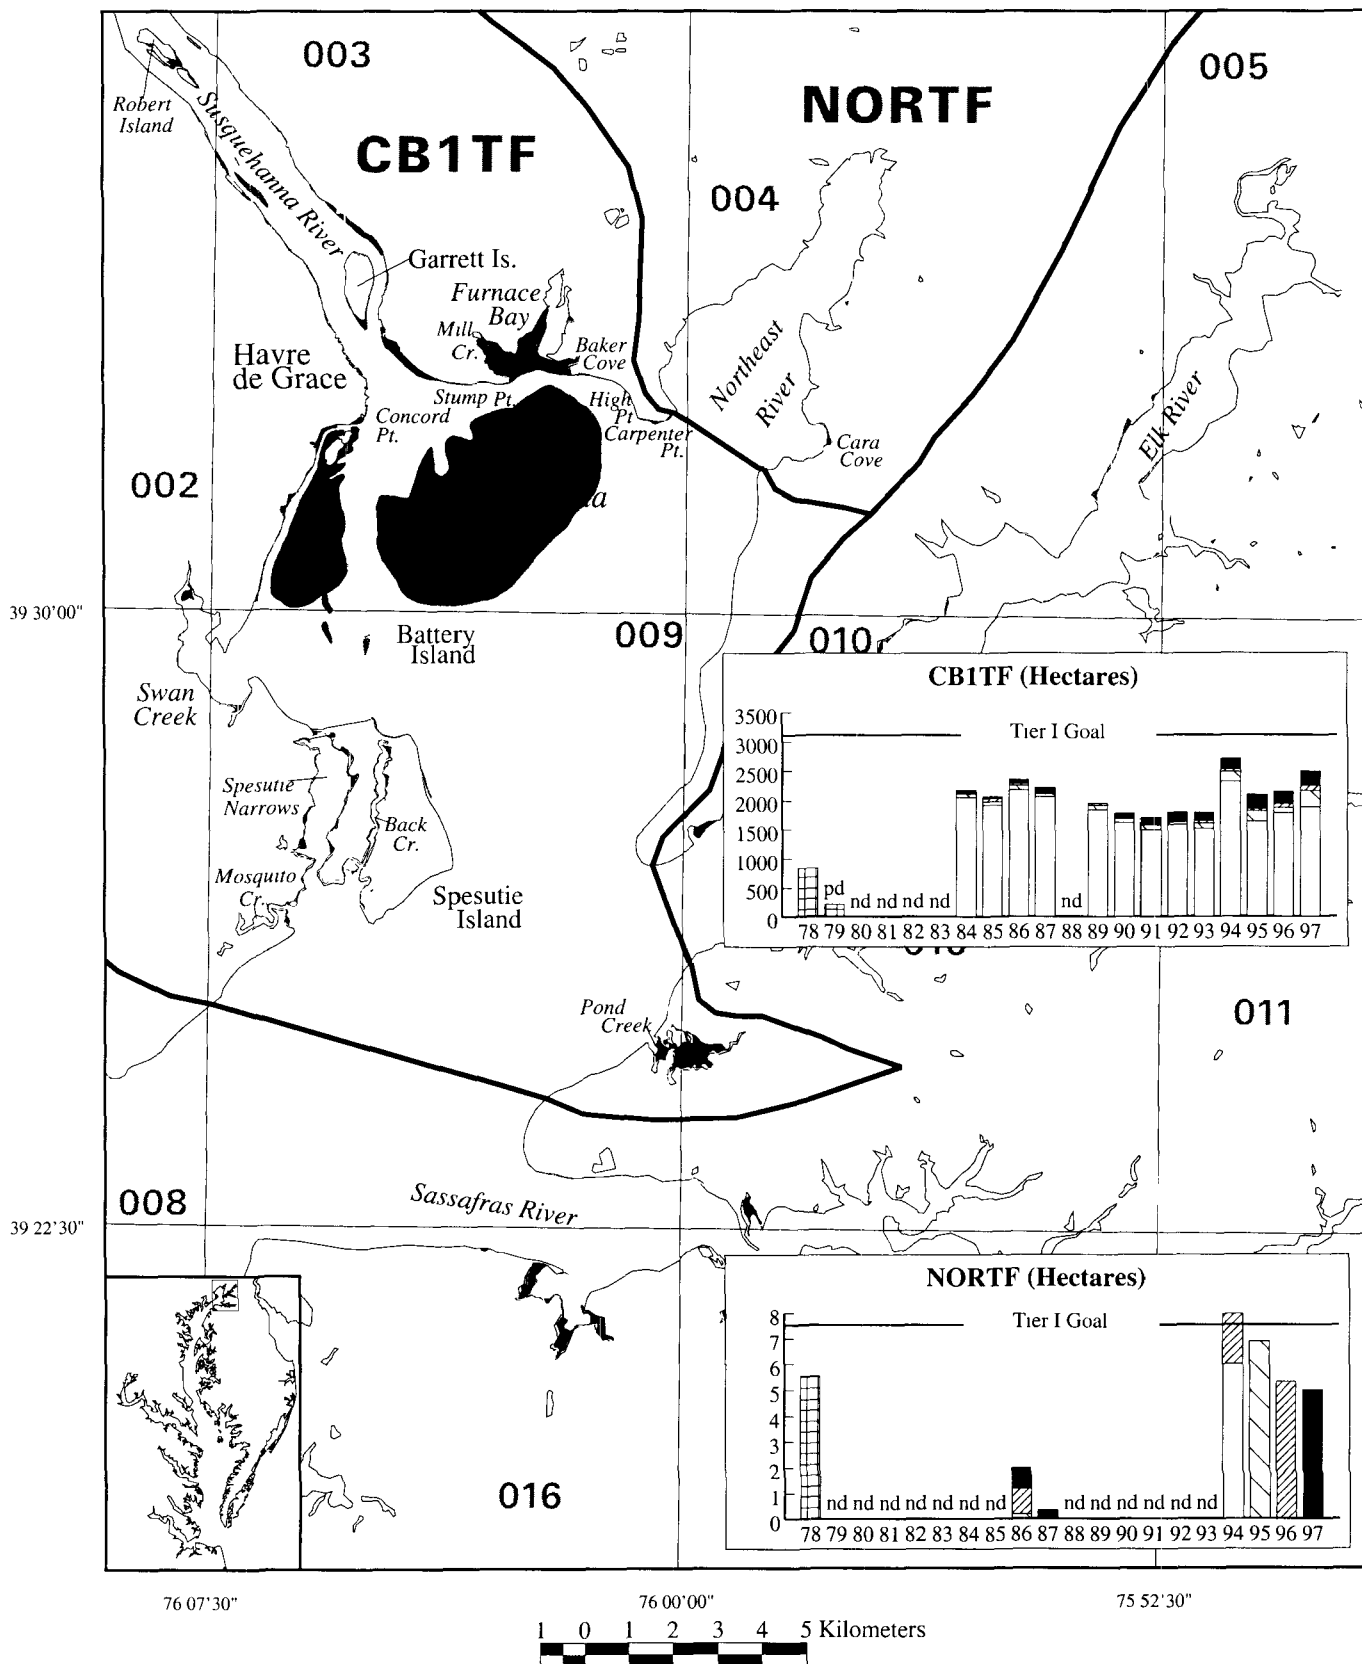 003
005
NORTF
CB1TF
Robert
Island
Susquehanna River
004
Garrett Is.
Furnace
Bay
Mill
Cr.
Baker
Cove
Northeast
River
Havre
de Grace
Stump Pt.
High
Pt
Concord
Pt.
Carpenter
Pt.
Cara
Cove
Elk River
002
39 30'00"
009
010
Battery
Island
Swan
Creek
Spesutie
Narrows
Back
Cr.
Mosquito
Cr.
Spesutie
Island
CB1TF (Hectares)
3500
3000
2500
2000
1500
1000
500
0
Tier I Goal
pd
nd nd nd nd
nd
78 79 80 81 82 83 84 85 86 87 88 89 90 91 92 93 94 95 96 97
Pond
Creek
011
008
Sassafras River
39 22'30"
NORTF (Hectares)
8
7
6
5
4
3
2
1
0
Tier I Goal
nd nd nd nd nd nd nd
nd nd nd nd nd nd
78 79 80 81 82 83 84 85 86 87 88 89 90 91 92 93 94 95 96 97
016
76 07'30"
76 00'00"
75 52'30"
1 0 1 2 3 4 5 Kilometers